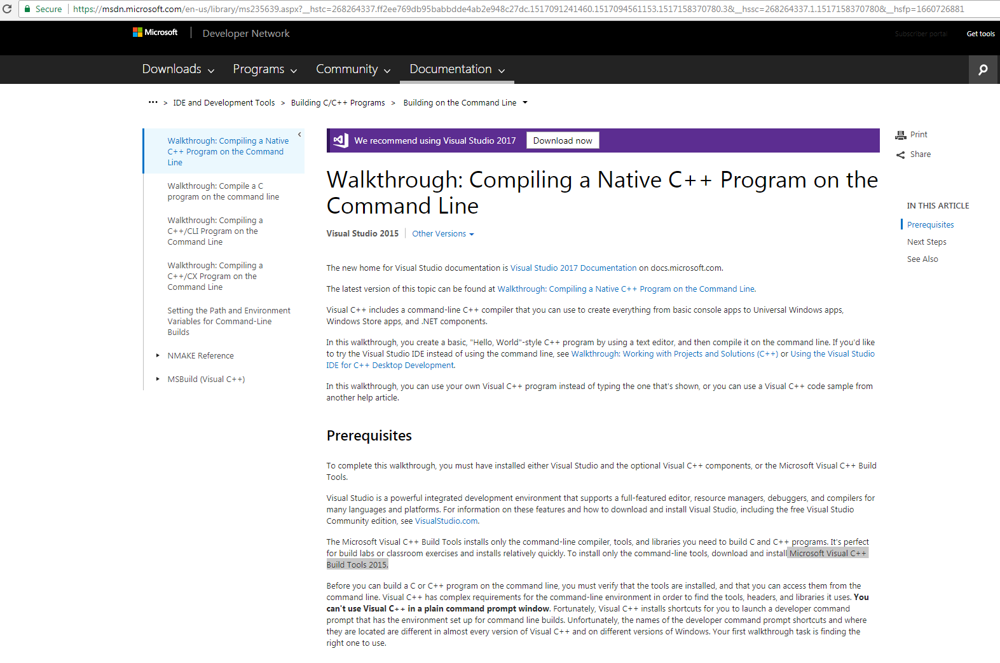 Secure https://msdn.microsoft.com/en-us/library/ms235639.aspx?__hstc=268264337.ff2ee769db95babbdde4ab2e948c27dc.1517091241460.1517094561153.1517158370780.3&__hssc=268264337.1.1517158370780&__hsfp=1660726881
Microsoft Developer Network Subscriber portal Get tools
Downloads Programs Community Documentation
••• > IDE and Development Tools > Building C/C++ Programs > Building on the Command Line
Walkthrough: Compiling a Native
C++ Program on the Command
Line
Walkthrough: Compile a C
program on the command line
Walkthrough: Compiling a
C++/CLI Program on the
Command Line
Walkthrough: Compiling a
C++/CX Program on the
Command Line
Setting the Path and Environment
Variables for Command-Line
Builds
NMAKE Reference
MSBuild (Visual C++)
We recommend using Visual Studio 2017 Download now
Walkthrough: Compiling a Native C++ Program on the
Command Line
Visual Studio 2015 Other Versions
The new home for Visual Studio documentation is Visual Studio 2017 Documentation on docs.microsoft.com.
The latest version of this topic can be found at Walkthrough: Compiling a Native C++ Program on the Command Line.
Visual C++ includes a command-line C++ compiler that you can use to create everything from basic console apps to Universal Windows apps,
Windows Store apps, and .NET components.
In this walkthrough, you create a basic, "Hello, World"-style C++ program by using a text editor, and then compile it on the command line. If you'd like
to try the Visual Studio IDE instead of using the command line, see Walkthrough: Working with Projects and Solutions (C++) or Using the Visual Studio
IDE for C++ Desktop Development.
In this walkthrough, you can use your own Visual C++ program instead of typing the one that's shown, or you can use a Visual C++ code sample from
another help article.
Prerequisites
To complete this walkthrough, you must have installed either Visual Studio and the optional Visual C++ components, or the Microsoft Visual C++ Build
Tools.
Visual Studio is a powerful integrated development environment that supports a full-featured editor, resource managers, debuggers, and compilers for
many languages and platforms. For information on these features and how to download and install Visual Studio, including the free Visual Studio
Community edition, see VisualStudio.com.
The Microsoft Visual C++ Build Tools installs only the command-line compiler, tools, and libraries you need to build C and C++ programs. It's perfect
for build labs or classroom exercises and installs relatively quickly. To install only the command-line tools, download and install Microsoft Visual C++
Build Tools 2015.
Before you can build a C or C++ program on the command line, you must verify that the tools are installed, and that you can access them from the
command line. Visual C++ has complex requirements for the command-line environment in order to find the tools, headers, and libraries it uses. You
can't use Visual C++ in a plain command prompt window. Fortunately, Visual C++ installs shortcuts for you to launch a developer command
prompt that has the environment set up for command line builds. Unfortunately, the names of the developer command prompt shortcuts and where
they are located are different in almost every version of Visual C++ and on different versions of Windows. Your first walkthrough task is finding the
right one to use.
Print
Share
IN THIS ARTICLE
Prerequisites
Next Steps
See Also